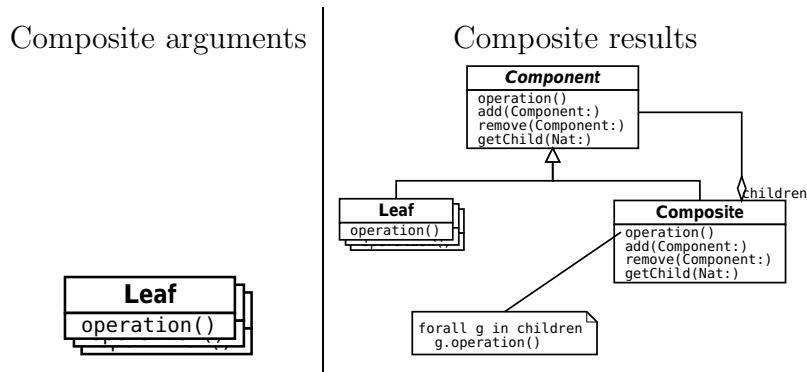 Composite arguments
Composite results
Component
operation()
add(Component:)
remove(Component:)
getChild(Nat:)
children
Leaf
operation()
Composite
operation()
add(Component:)
remove(Component:)
getChild(Nat:)
Leaf
operation()
forall g in children
g.operation()